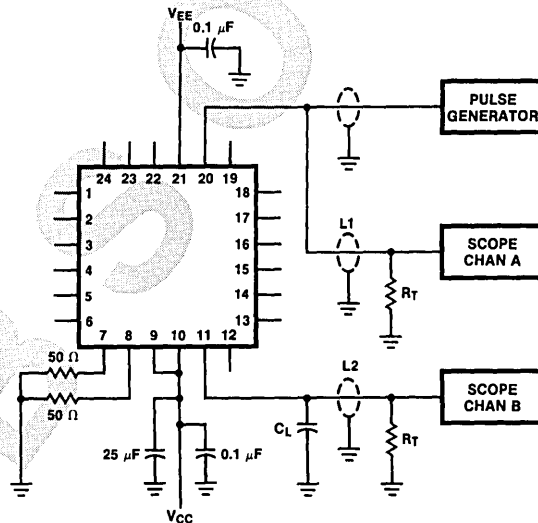 VEE
0.1 µF
PULSE
GENERATOR
24 23 22 21 20 19
1
2
3
4
5
6
18
17
16
15
14
13
7 8 9 10 11 12
L1
SCOPE
CHAN A
RT
50 Ω
50 Ω
25 µF
0.1 µF
VCC
CL
L2
SCOPE
CHAN B
RT